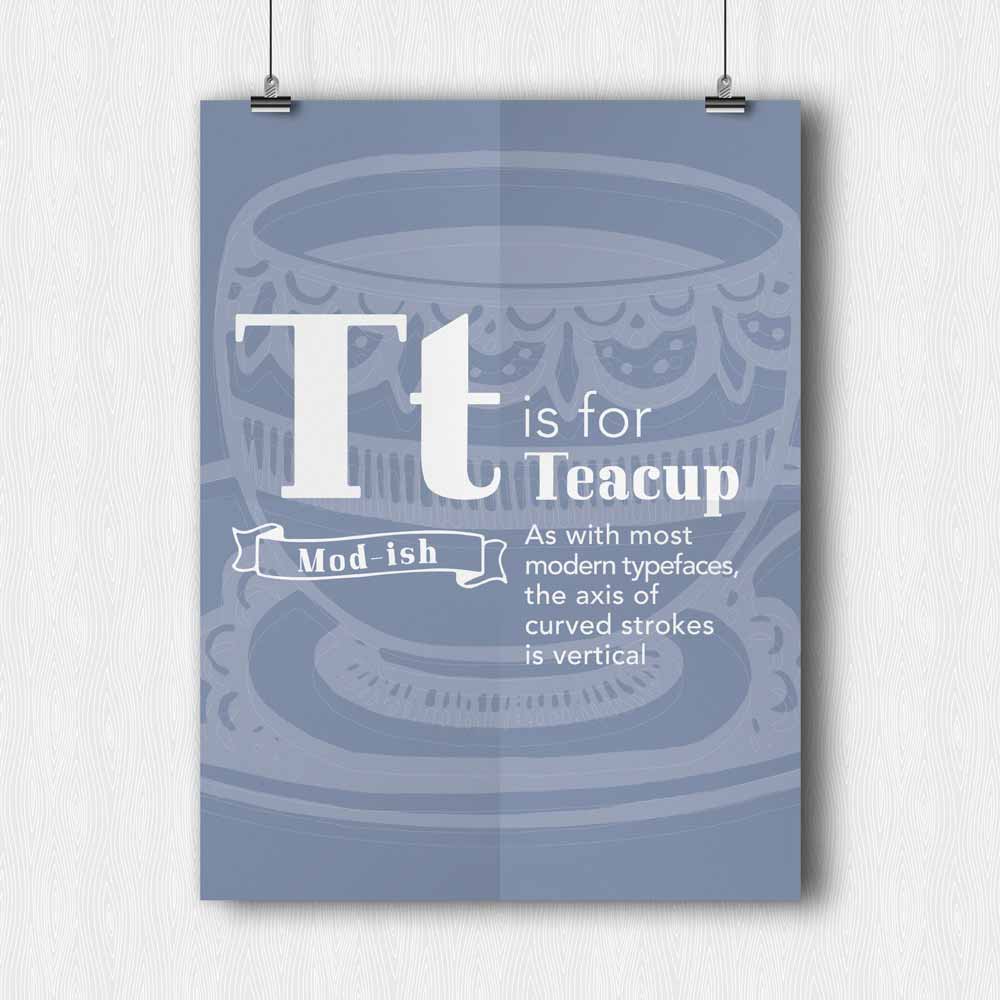 Tt
is for
Teacup
Mod-ish
As with most
modern typefaces,
the axis of
curved strokes
is vertical